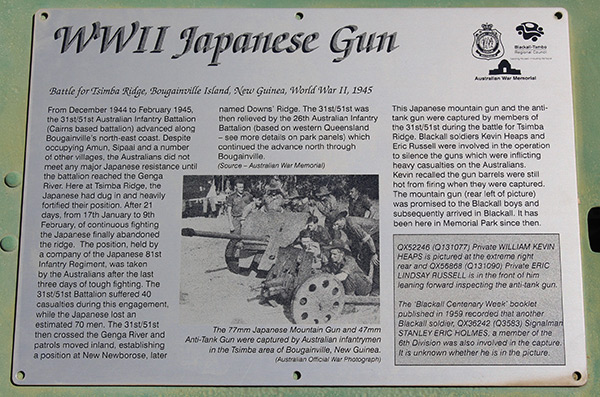 WWII Japanese Gun
Blackall-Tambo
Regional Council
Australian War Memorial
Battle for Tsimba Ridge, Bougainville Island, New Guinea, World War II, 1945
From December 1944 to February 1945,
the 31st/51st Australian Infantry Battalion
(Cairns based battalion) advanced along
Bougainville's north-east coast. Despite
occupying Amun, Sipaai and a number
of other villages, the Australians did not
meet any major Japanese resistance until
the battalion reached the Genga
River. Here at Tsimba Ridge, the
Japanese had dug in and heavily
fortified their position. After 21
days, from 17th January to 9th
February, of continuous fighting
the Japanese finally abandoned
the ridge. The position, held by
a company of the Japanese 81st
Infantry Regiment, was taken
by the Australians after the last
three days of tough fighting. The
31st/51st Battalion suffered 40
casualties during this engagement,
while the Japanese lost an
estimated 70 men. The 31st/51st
then crossed the Genga River and
patrols moved inland, establishing
a position at New Newborose, later
named Downs' Ridge. The 31st/51st was
then relieved by the 26th Australian Infantry
Battalion (based on western Queensland
– see more details on park panels) which
continued the advance north through
Bougainville.
(Source – Australian War Memorial)
The 77mm Japanese Mountain Gun and 47mm
Anti-Tank Gun were captured by Australian infantrymen
in the Tsimba area of Bougainville, New Guinea.
(Australian Official War Photograph)
This Japanese mountain gun and the anti-
tank gun were captured by members of
the 31st/51st during the battle for Tsimba
Ridge. Blackall soldiers Kevin Heaps and
Eric Russell were involved in the operation
to silence the guns which were inflicting
heavy casualties on the Australians.
Kevin recalled the gun barrels were still
hot from firing when they were captured.
The mountain gun (rear left of picture)
was promised to the Blackall boys and
subsequently arrived in Blackall. It has
been here in Memorial Park since then.
QX52246 (Q131077) Private WILLIAM KEVIN
HEAPS is pictured at the extreme right
rear and QX56868 (Q131090) Private ERIC
LINDSAY RUSSELL is in the front of him
leaning forward inspecting the anti-tank gun.
The 'Blackall Centenary Week' booklet
published in 1959 recorded that another
Blackall soldier, QX36242 (Q3583) Signalman
STANLEY ERIC HOLMES, a member of the
6th Division was also involved in the capture.
It is unknown whether he is in the picture.